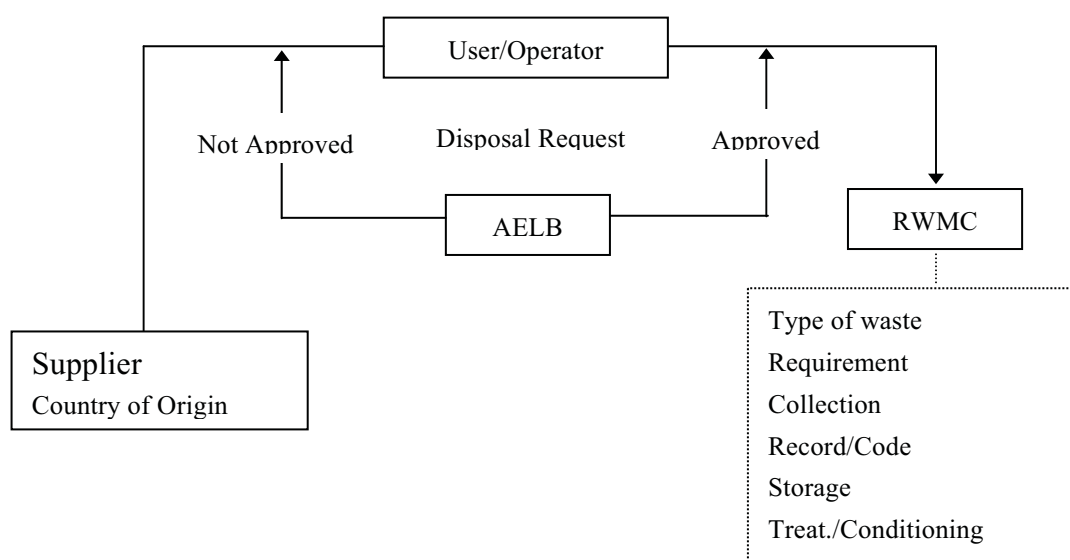 User/Operator
Not Approved
Disposal Request
Approved
AELB
RWMC
Supplier
Country of Origin
Type of waste
Requirement
Collection
Record/Code
Storage
Treat./Conditioning